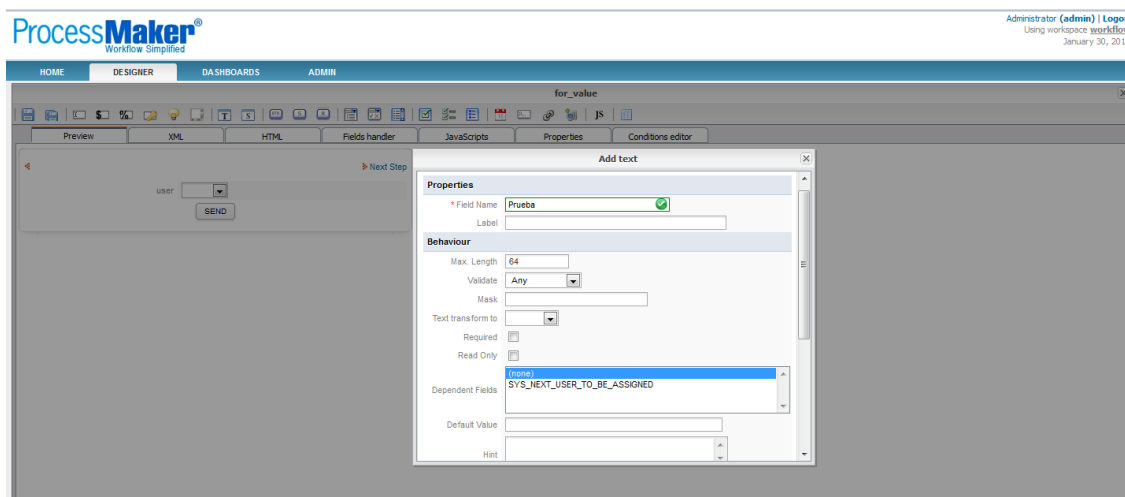 ProcessMaker®
Workflow Simplified
Administrator (admin) | Logo
Using workspace workflow
January 30, 201
HOME DESIGNER DASHBOARDS ADMIN
for_value
JS
Preview XML HTML Fields handler JavaScripts Properties Conditions editor
Next Step
user
SEND
Add text
Properties
* Field Name Prueba
Label
Behaviour
Max. Length 64
Validate Any
Mask
Text transform to
Required
Read Only
Dependent Fields
(none)
SYS_NEXT_USER_TO_BE_ASSIGNED
Default Value
Hint